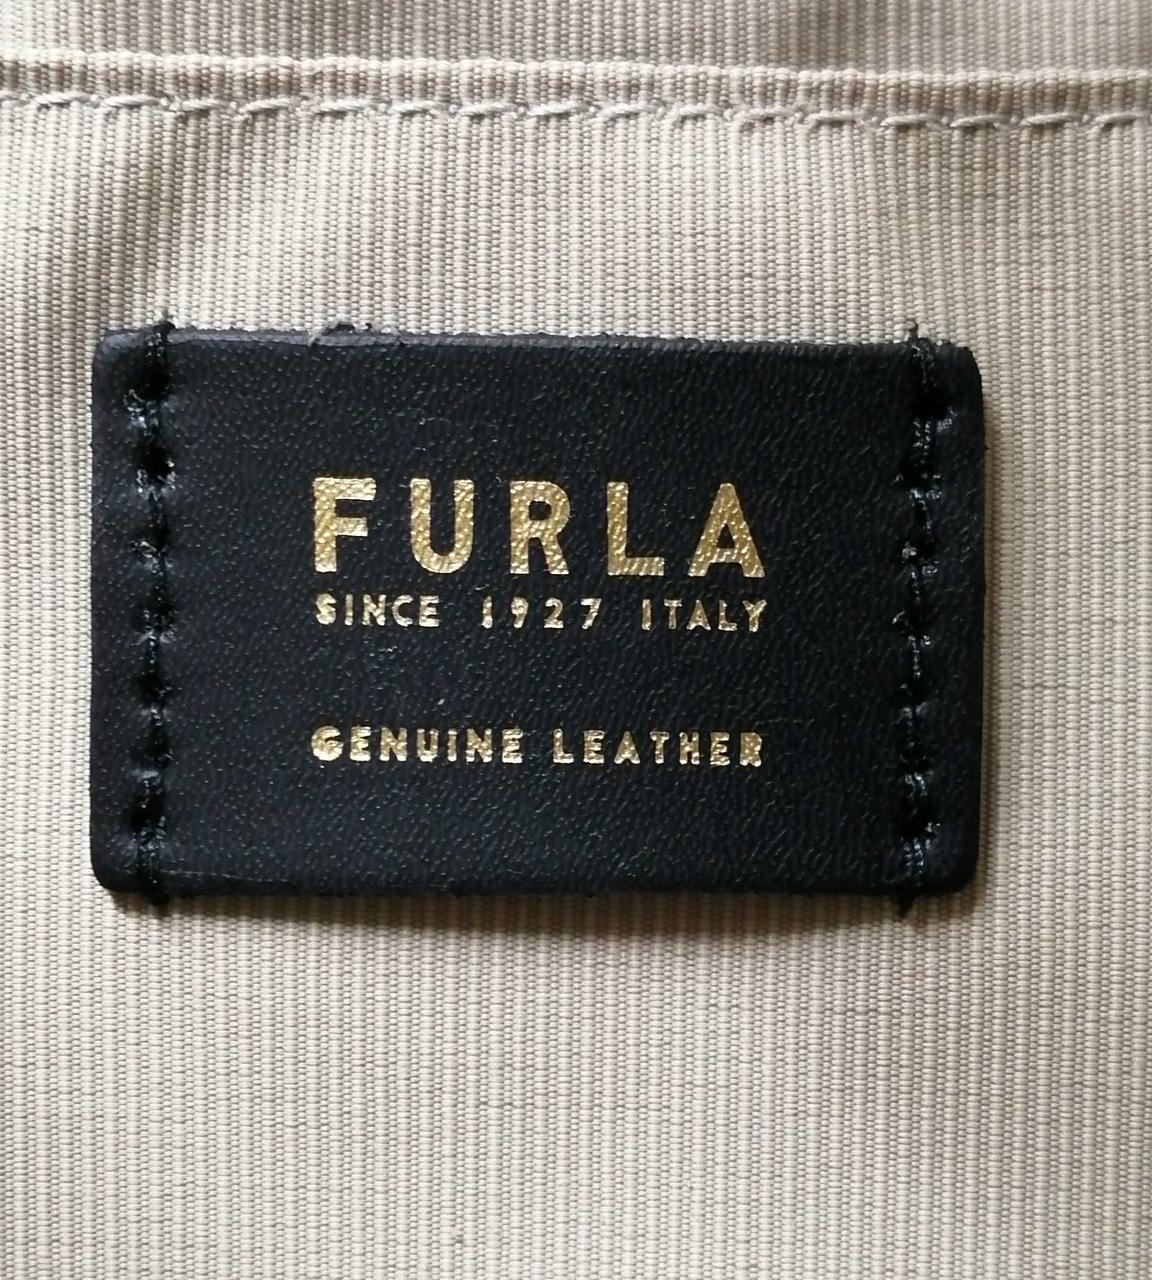 FURLA
SINCE 1927 ITALY
GENUINE LEATHER